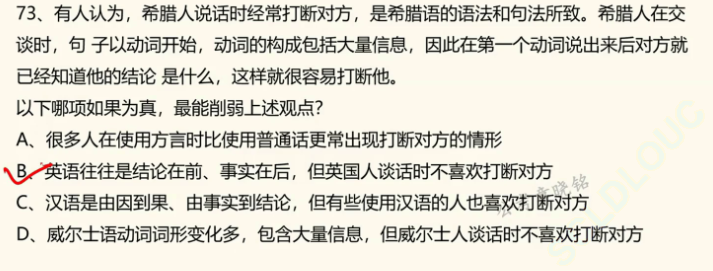 73、有人认为，希腊人说话时经常打断对方，是希腊语的语法和句法所致。希腊人在交
谈时，句 子以动词开始，动词的构成包括大量信息，因此在第一个动词说出来后对方就
已经知道他的结论 是什么，这样就很容易打断他。
以下哪项如果为真，最能削弱上述观点？
A、很多人在使用方言时比使用普通话更常出现打断对方的情形
B、英语往往是结论在前、事实在后，但英国人谈话时不喜欢打断对方
C、汉语是由因到果、由事实到结论，但有些使用汉语的人也喜欢打断对方
D、威尔士语动词词形变化多，包含大量信息，但威尔士人谈话时不喜欢打断对方